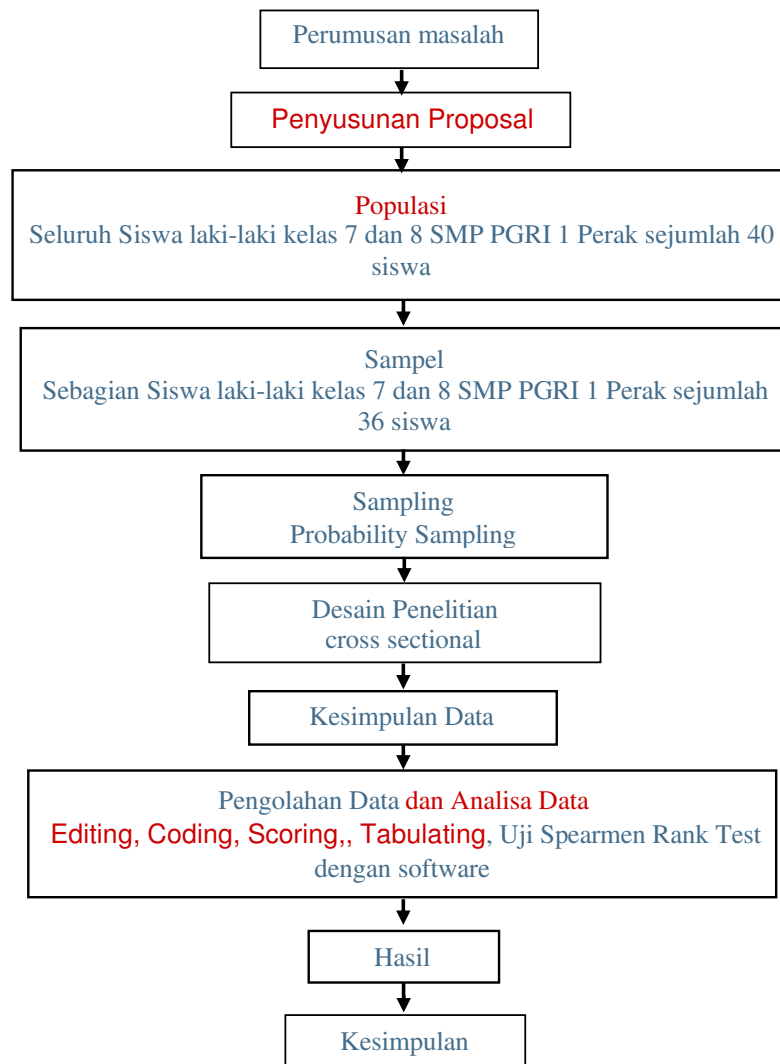 Perumusan masalah
Penyusunan Proposal
Populasi
Seluruh Siswa laki-laki kelas 7 dan 8 SMP PGRI 1 Perak sejumlah 40
siswa
Sampel
Sebagian Siswa laki-laki kelas 7 dan 8 SMP PGRI 1 Perak sejumlah
36 siswa
Sampling
Probability Sampling
Desain Penelitian
cross sectional
Kesimpulan Data
Pengolahan Data dan Analisa Data
Editing, Coding, Scoring,, Tabulating, Uji Spearmen Rank Test
dengan software
Hasil
Kesimpulan